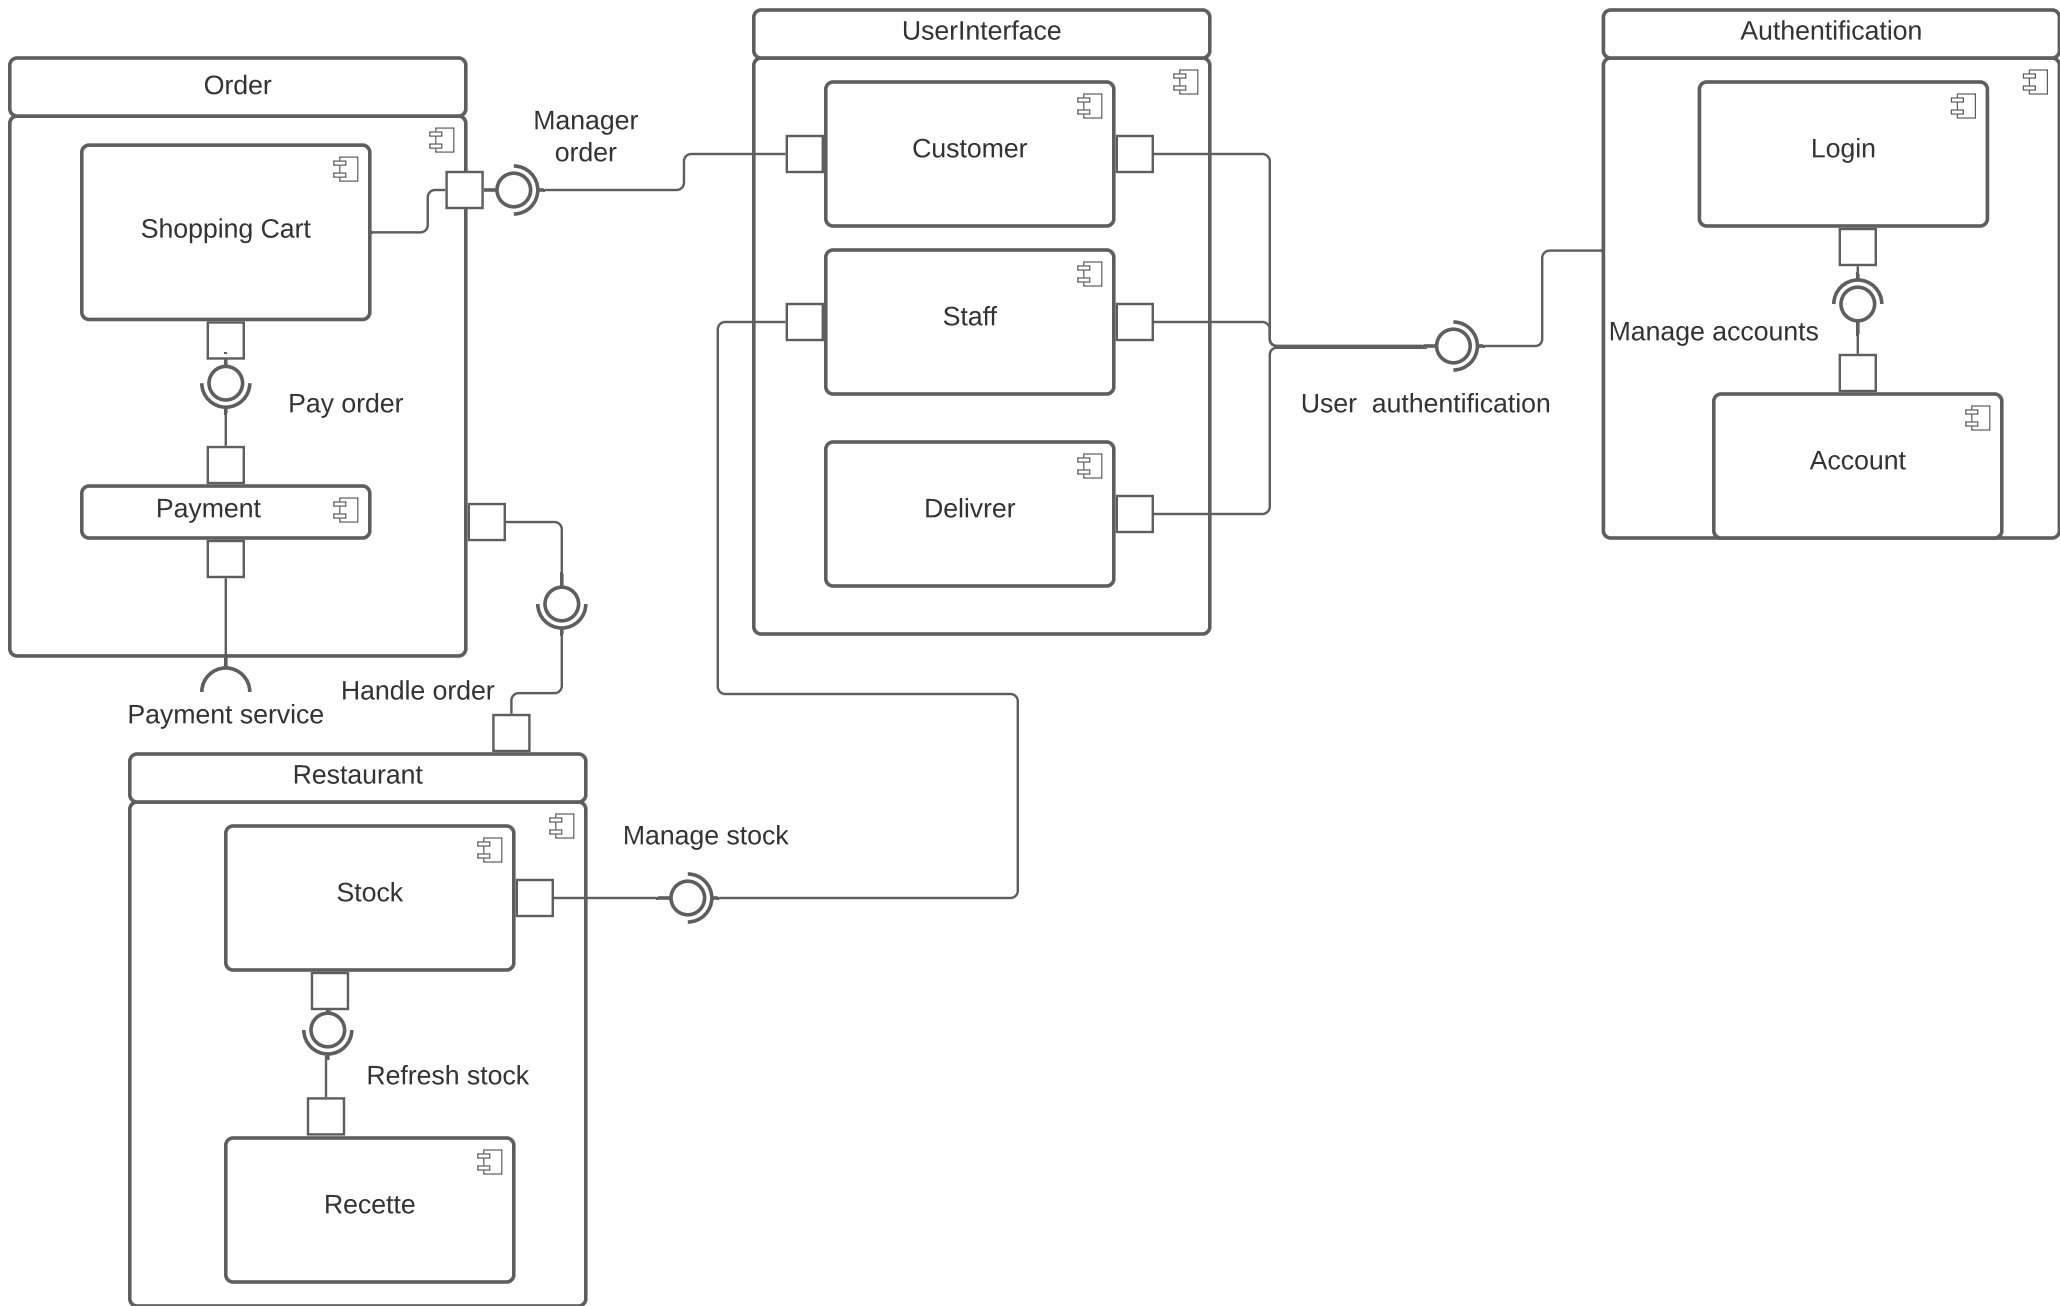 UserInterface
Authentification
Order
Manager
order
Customer
Login
Shopping Cart
Staff
Manage accounts
Pay order
User  authentification
Account
Payment
Delivrer
Handle order
Payment service
Restaurant
Manage stock
Stock
Refresh stock
Recette